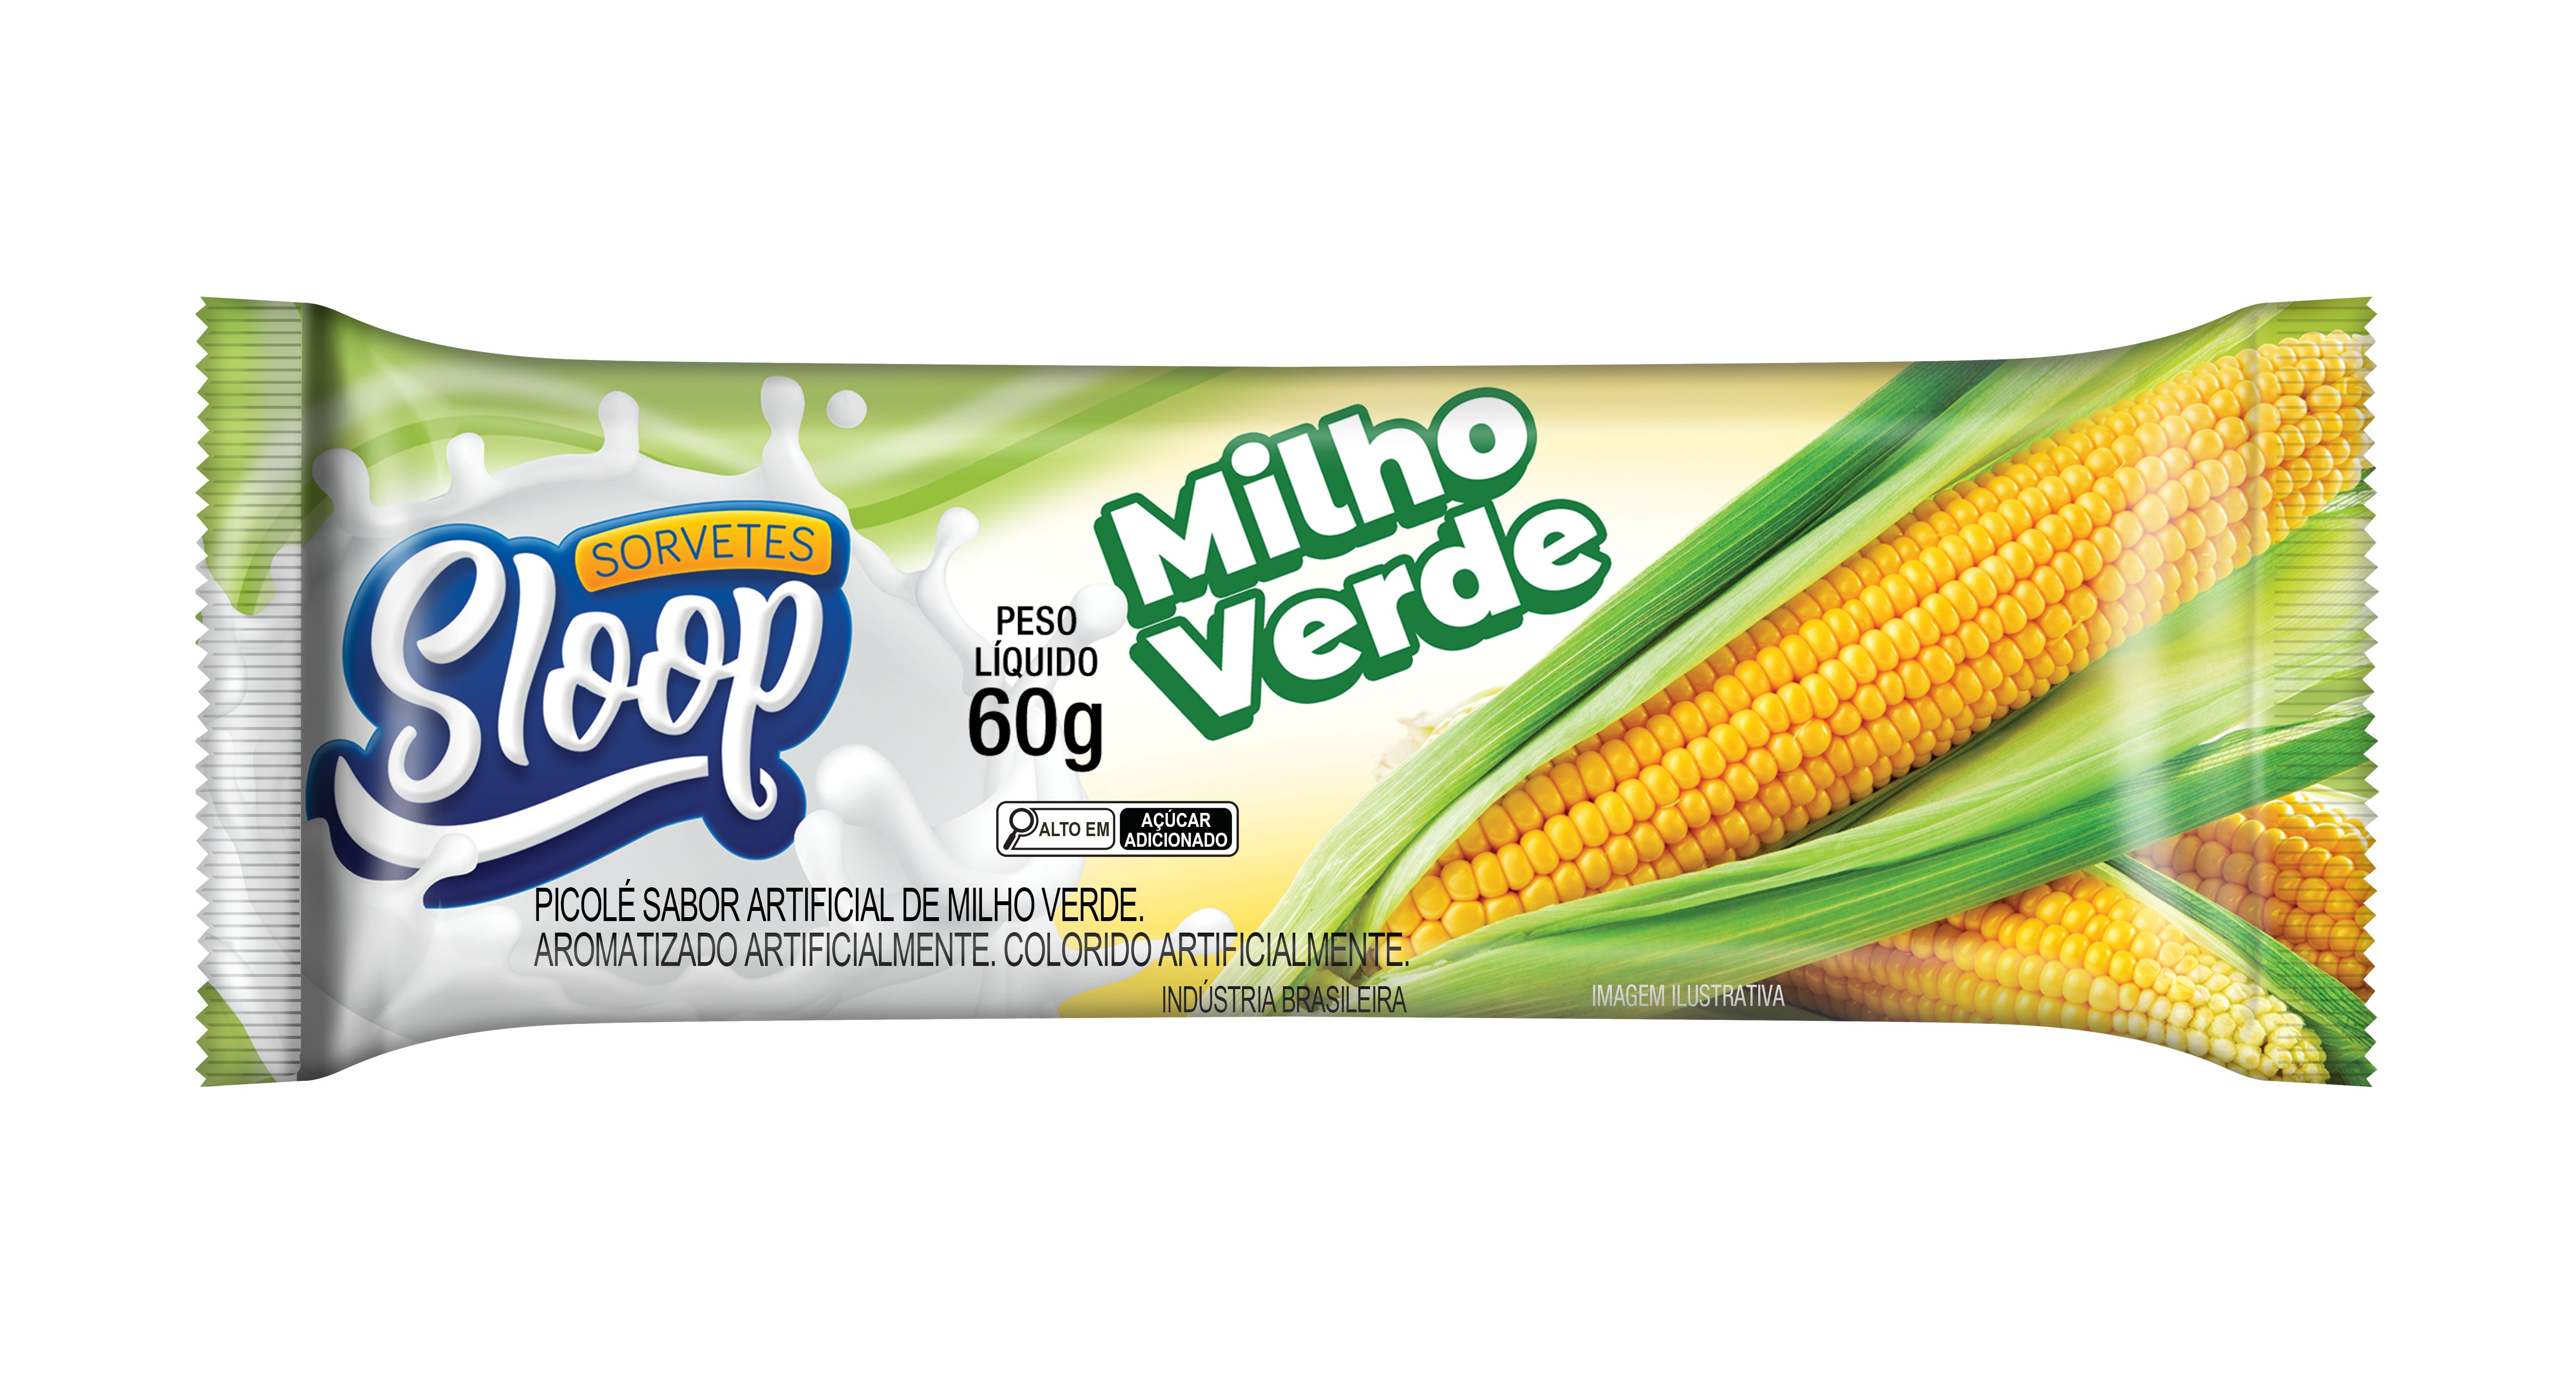 SORVETES
Sloop
Milho
Verde
PESO
LÍQUIDO
60g
ALTO EM
AÇÚCAR
ADICIONADO
PICOLÉ SABOR ARTIFICIAL DE MILHO VERDE.
AROMATIZADO ARTIFICIALMENTE. COLORIDO ARTIFICIALMENTE.
INDÚSTRIA BRASILEIRA
IMAGEM ILUSTRATIVA